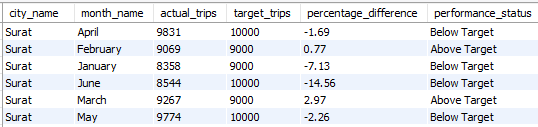 city_name month_name actual_trips target_trips percentage_difference performance_status
Surat April 9831 10000 -1.69 Below Target
Surat February 9069 9000 0.77 Above Target
Surat January 8358 9000 -7.13 Below Target
Surat June 8544 10000 -14.56 Below Target
Surat March 9267 9000 2.97 Above Target
Surat May 9774 10000 -2.26 Below Target